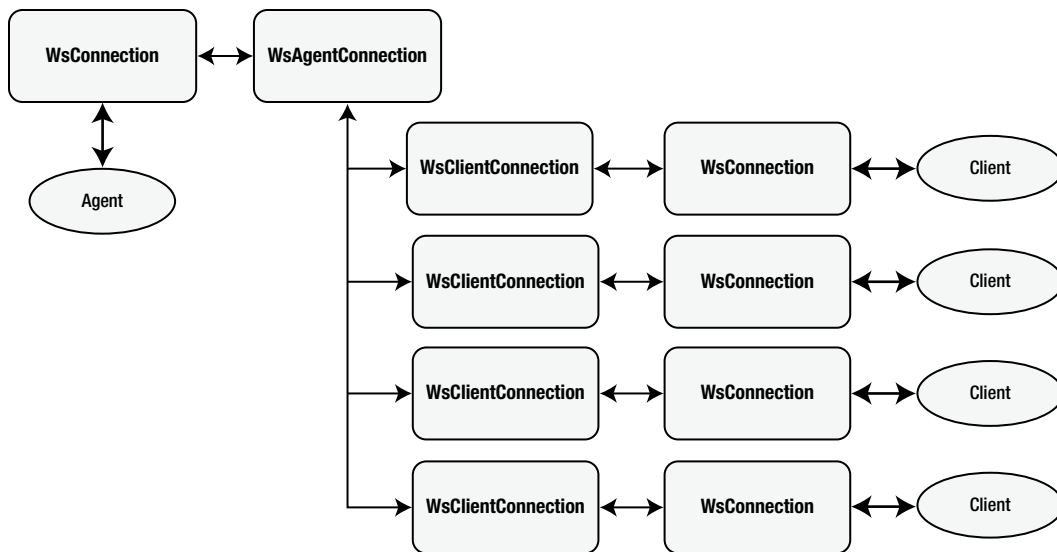 WsConnection
WsAgentConnection
Agent
WsClientConnection
WsConnection
Client
WsClientConnection
WsConnection
Client
WsClientConnection
WsConnection
Client
WsClientConnection
WsConnection
Client